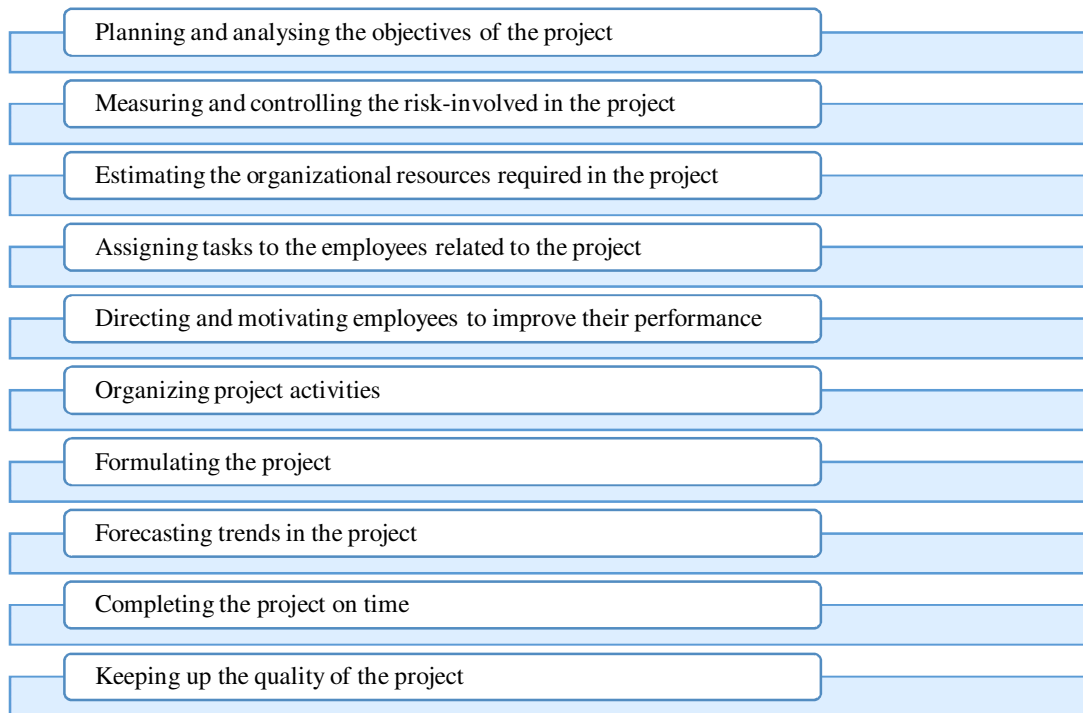 Planning and analysing the objectives of the project
Measuring and controlling the risk-involved in the project
Estimating the organizational resources required in the project
Assigning tasks to the employees related to the project
Directing and motivating employees to improve their performance
Organizing project activities
Formulating the project
Forecasting trends in the project
Completing the project on time
Keeping up the quality of the project